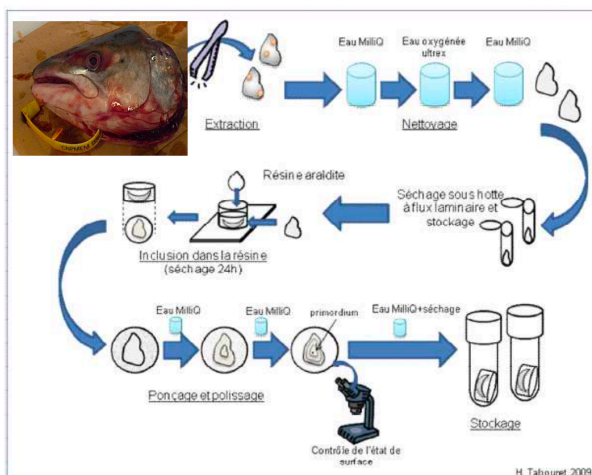 Eau MilliQ
Eau oxygénée
ultrex
Eau MilliQ
Extraction
Nettoyage
Résine araldite
Séchage sous hotte
à flux laminaire et
stockage
Inclusion dans la résine
(séchage 24h)
Eau MilliQ
Eau MilliQ
primordium
Eau MilliQ+séchage
Ponçage et polissage
Stockage
Contrôle de l'état de
surface
H. Tabouret, 2009